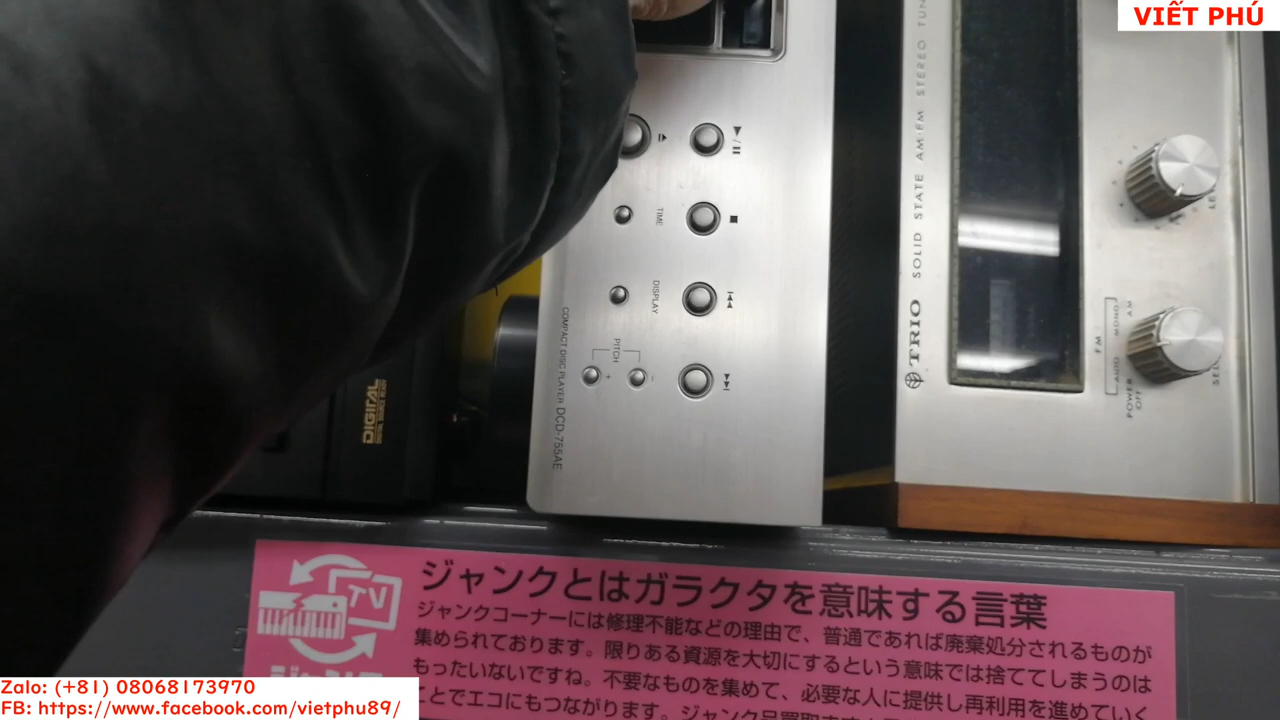 VIẾT PHÚ
TIME
DISPLAY
PITCH
+ -
COMPACT DISC PLAYER DCD-755AE
DIGITAL
TRIO SOLID STATE AM·FM STEREO
FM
AUTO MONO AM
POWER OFF
ジャンクとはガラクタを意味する言葉
ジャンクコーナーには修理不能などの理由で、普通であれば廃棄処分されるものが
集められております。限りある資源を大切にするという意味では捨ててしまうのは
もったいないですね。不要なものを集めて、必要な人に提供し再利用を進めていく
ことでエコにもつながります。
TV
Zalo: (+81) 08068173970
FB: https://www.facebook.com/vietphu89/